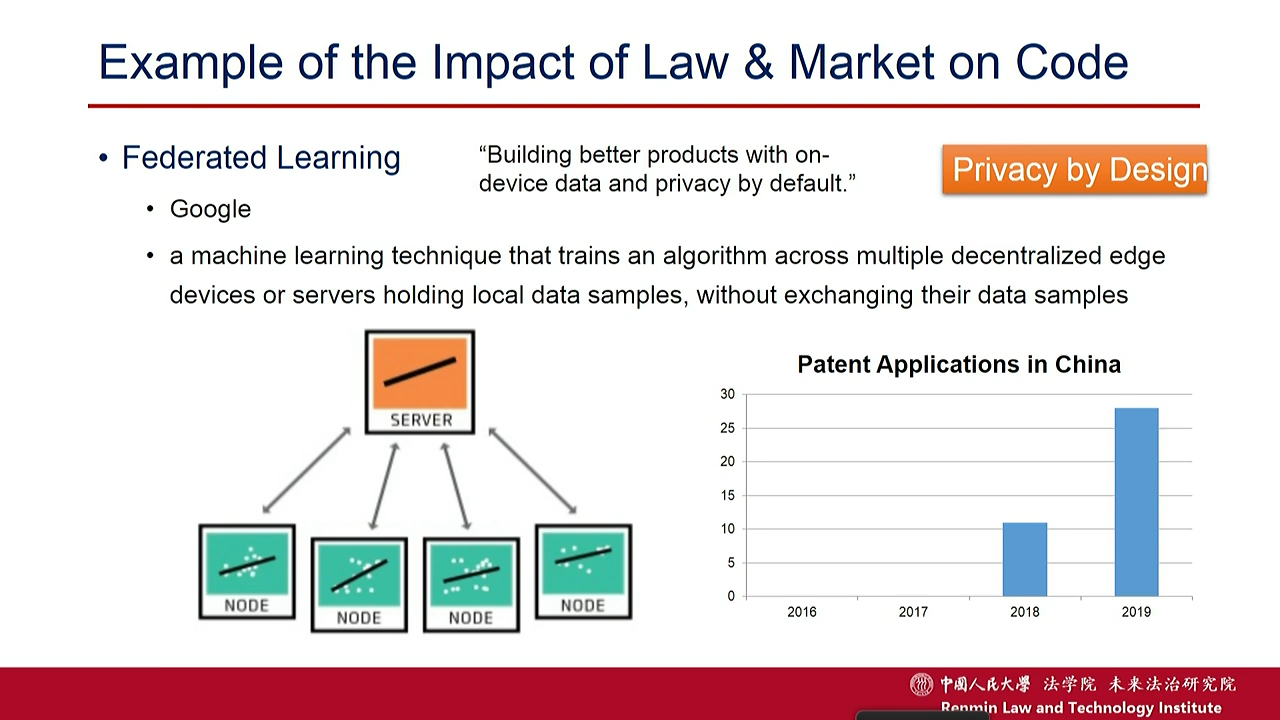 Example of the Impact of Law & Market on Code
• Federated Learning
“Building better products with on-
device data and privacy by default.”
Privacy by Design
• Google
• a machine learning technique that trains an algorithm across multiple decentralized edge
devices or servers holding local data samples, without exchanging their data samples
SERVER
NODE
NODE
NODE
NODE
Patent Applications in China
30
25
20
15
10
5
0
2016
2017
2018
2019
中國人民大學 法学院 未来法治研究院
Renmin Law and Technology Institute